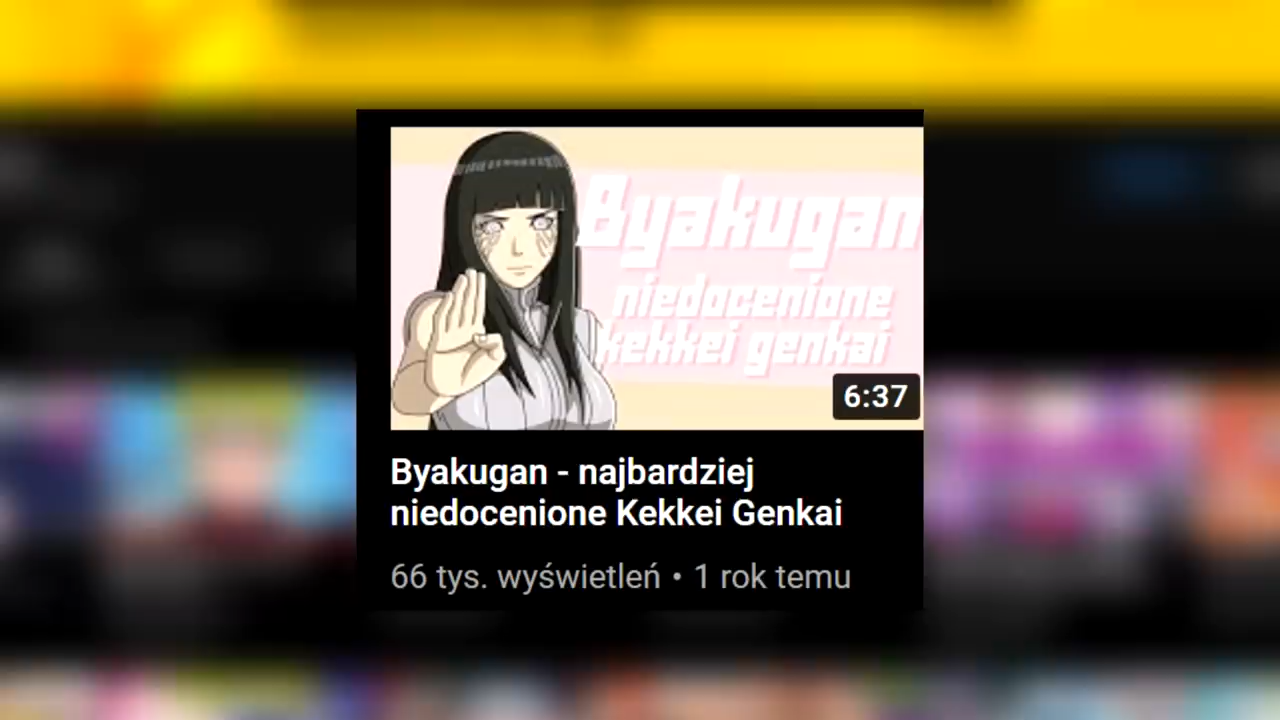 Byakugan
niedocenione
kekkei genkai
6:37
Byakugan - najbardziej
niedocenione Kekkei Genkai
66 tys. wyświetleń • 1 rok temu